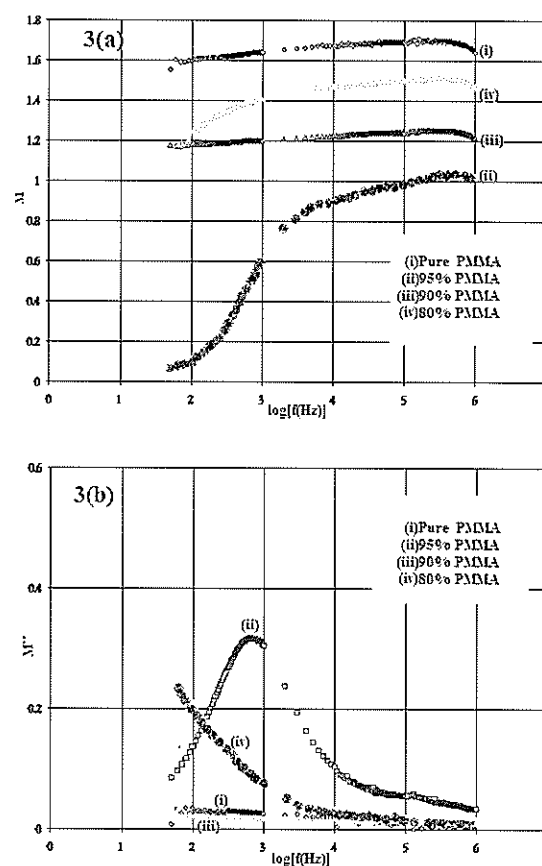 3(a)
1.8
1.6
1.4
1.2
1
0.8
0.6
0.4
0.2
0
(i)
(iv)
(iii)
(ii)
(i)Pure PMMA
(ii)95% PMMA
(iii)90% PMMA
(iv)80% PMMA
0 1 2 3 4 5 6 7
log[f(Hz)]
3(b)
0.6
0.4
0.2
0
M''
(i)Pure PMMA
(ii)95% PMMA
(iii)90% PMMA
(iv)80% PMMA
(ii)
(iv)
(i)
(iii)
0 1 2 3 4 5 6 7
log[f(Hz)]